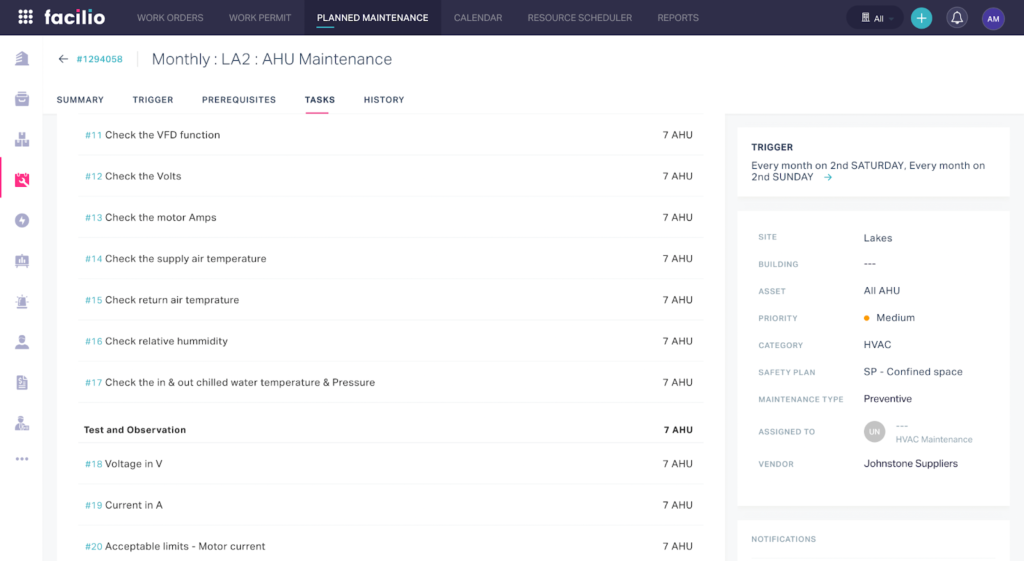 facilio
WORK ORDERS
WORK PERMIT
PLANNED MAINTENANCE
CALENDAR
RESOURCE SCHEDULER
REPORTS
All
AM
#1294058
Monthly : LA2 : AHU Maintenance
SUMMARY
TRIGGER
PREREQUISITES
TASKS
HISTORY
#11 Check the VFD function 7 AHU
#12 Check the Volts 7 AHU
#13 Check the motor Amps 7 AHU
#14 Check the supply air temperature 7 AHU
#15 Check return air temprature 7 AHU
#16 Check relative hummidity 7 AHU
#17 Check the in & out chilled water temperature & Pressure 7 AHU
Test and Observation 7 AHU
#18 Voltage in V 7 AHU
#19 Current in A 7 AHU
#20 Acceptable limits - Motor current 7 AHU
TRIGGER
Every month on 2nd SATURDAY, Every month on
2nd SUNDAY
SITE Lakes
BUILDING ---
ASSET All AHU
PRIORITY Medium
CATEGORY HVAC
SAFETY PLAN SP - Confined space
MAINTENANCE TYPE Preventive
ASSIGNED TO UN ---
HVAC Maintenance
VENDOR Johnstone Suppliers
NOTIFICATIONS